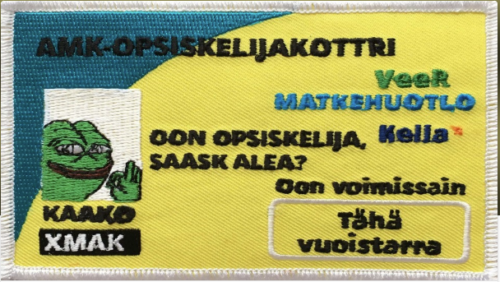 AMK-OPSISKELIJAKOTTRI
VeeR
MATKEHUOTLO
Kella
OON OPSISKELIJA,
SAASK ALEA?
Oon voimissain
KAAKO
XMAK
Tähä
vuoistarra